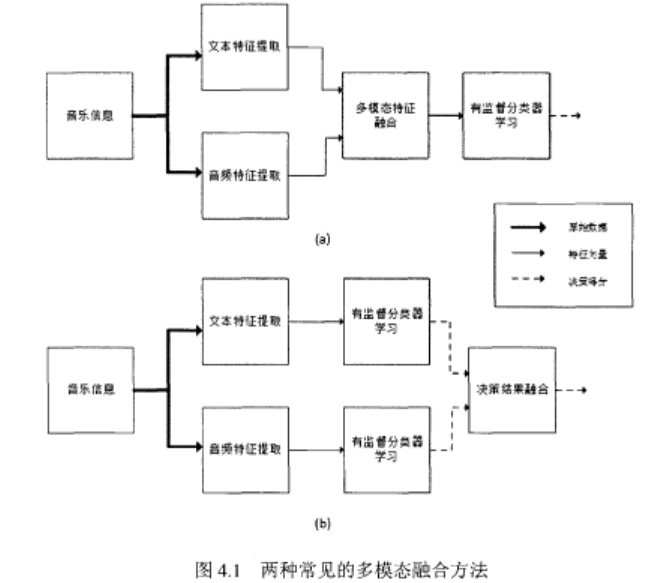 文本特征提取
音乐信息
多模态特征
融合
有监督分类器
学习
音频特征提取
(a)
原始数据
特征向量
决策得分
文本特征提取
有监督分类器
学习
音乐信息
决策结果融合
音频特征提取
有监督分类器
学习
(b)
图 4.1 两种常见的多模态融合方法